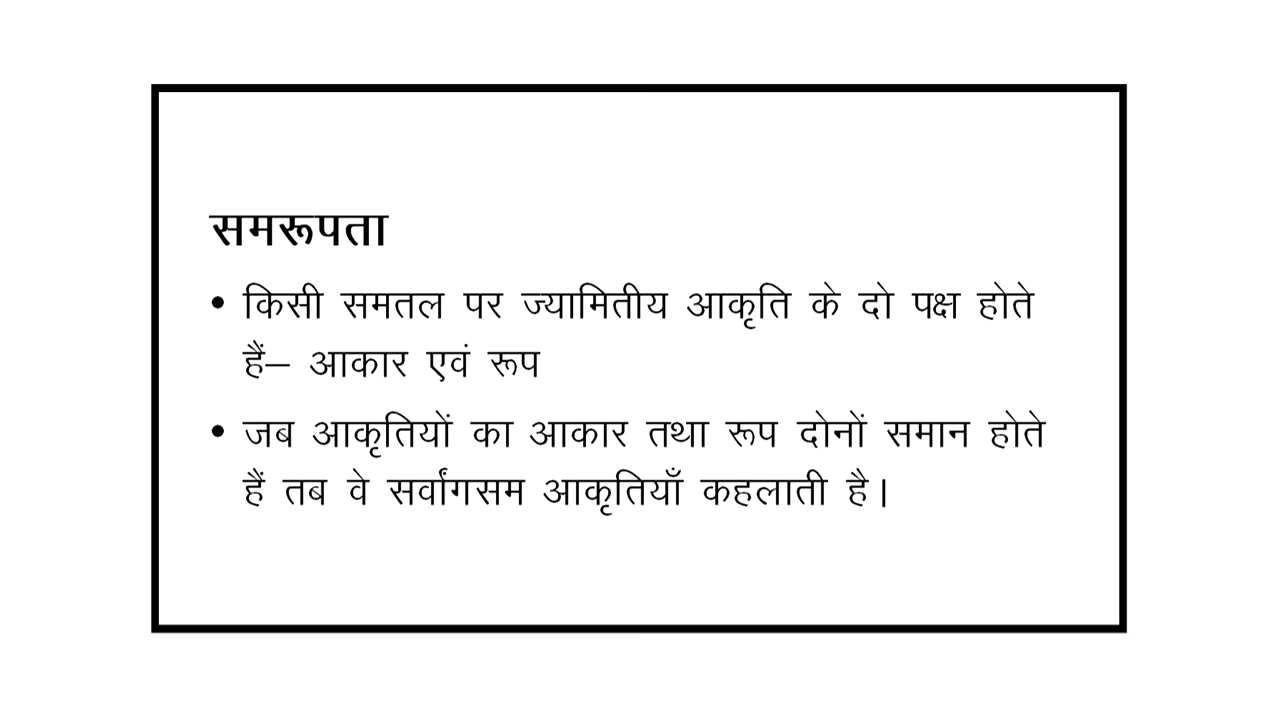 समरूपता
• किसी समतल पर ज्यामितीय आकृति के दो पक्ष होते
हैं– आकार एवं रूप
• जब आकृतियों का आकार तथा रूप दोनों समान होते
हैं तब वे सर्वांगसम आकृतियाँ कहलाती है।